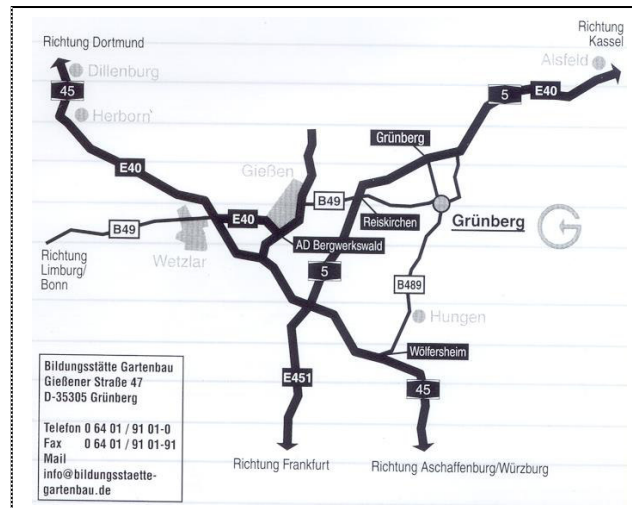 Richtung
Kassel
Richtung Dortmund
Alsfeld
Dillenburg
45
5
E40
Herborn
Grünberg
E40
Gießen
B49
Reiskirchen
Grünberg
E40
B49
AD Bergwerkswald
Wetzlar
Richtung
Limburg/
Bonn
5
B489
Hungen
Wölfersheim
E451
45
Bildungsstätte Gartenbau
Gießener Straße 47
D-35305 Grünberg
Telefon 0 64 01 / 91 01-0
Fax 0 64 01 / 91 01-91
Mail
info@bildungsstaette-
gartenbau.de
Richtung Frankfurt
Richtung Aschaffenburg/Würzburg